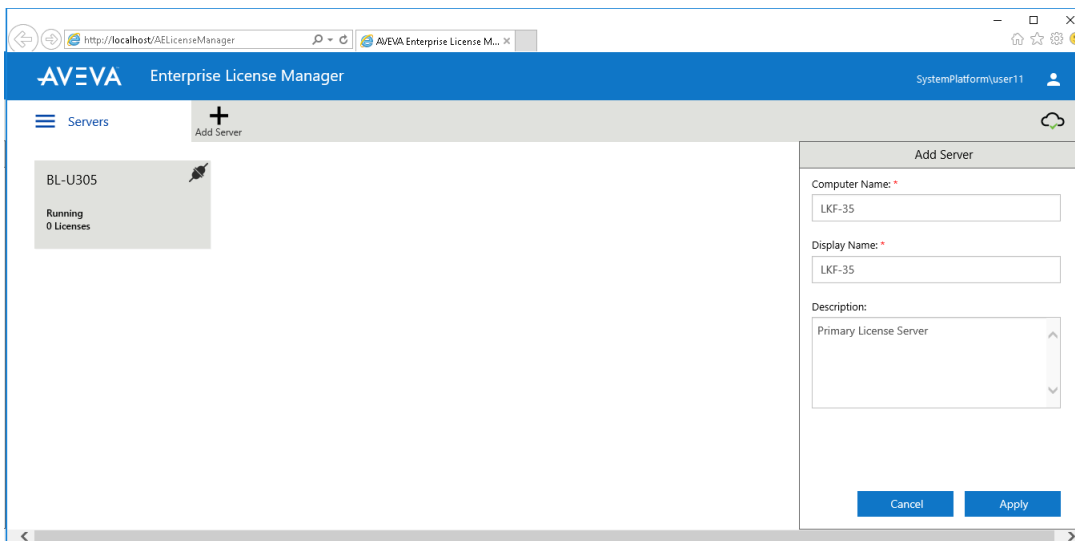 http://localhost/AELicenseManager
AVEVA Enterprise License M...
AVEVA
Enterprise License Manager
SystemPlatform\user11
Servers
Add Server
BL-U305
Running
0 Licenses
Add Server
Computer Name: *
LKF-35
Display Name: *
LKF-35
Description:
Primary License Server
Cancel
Apply